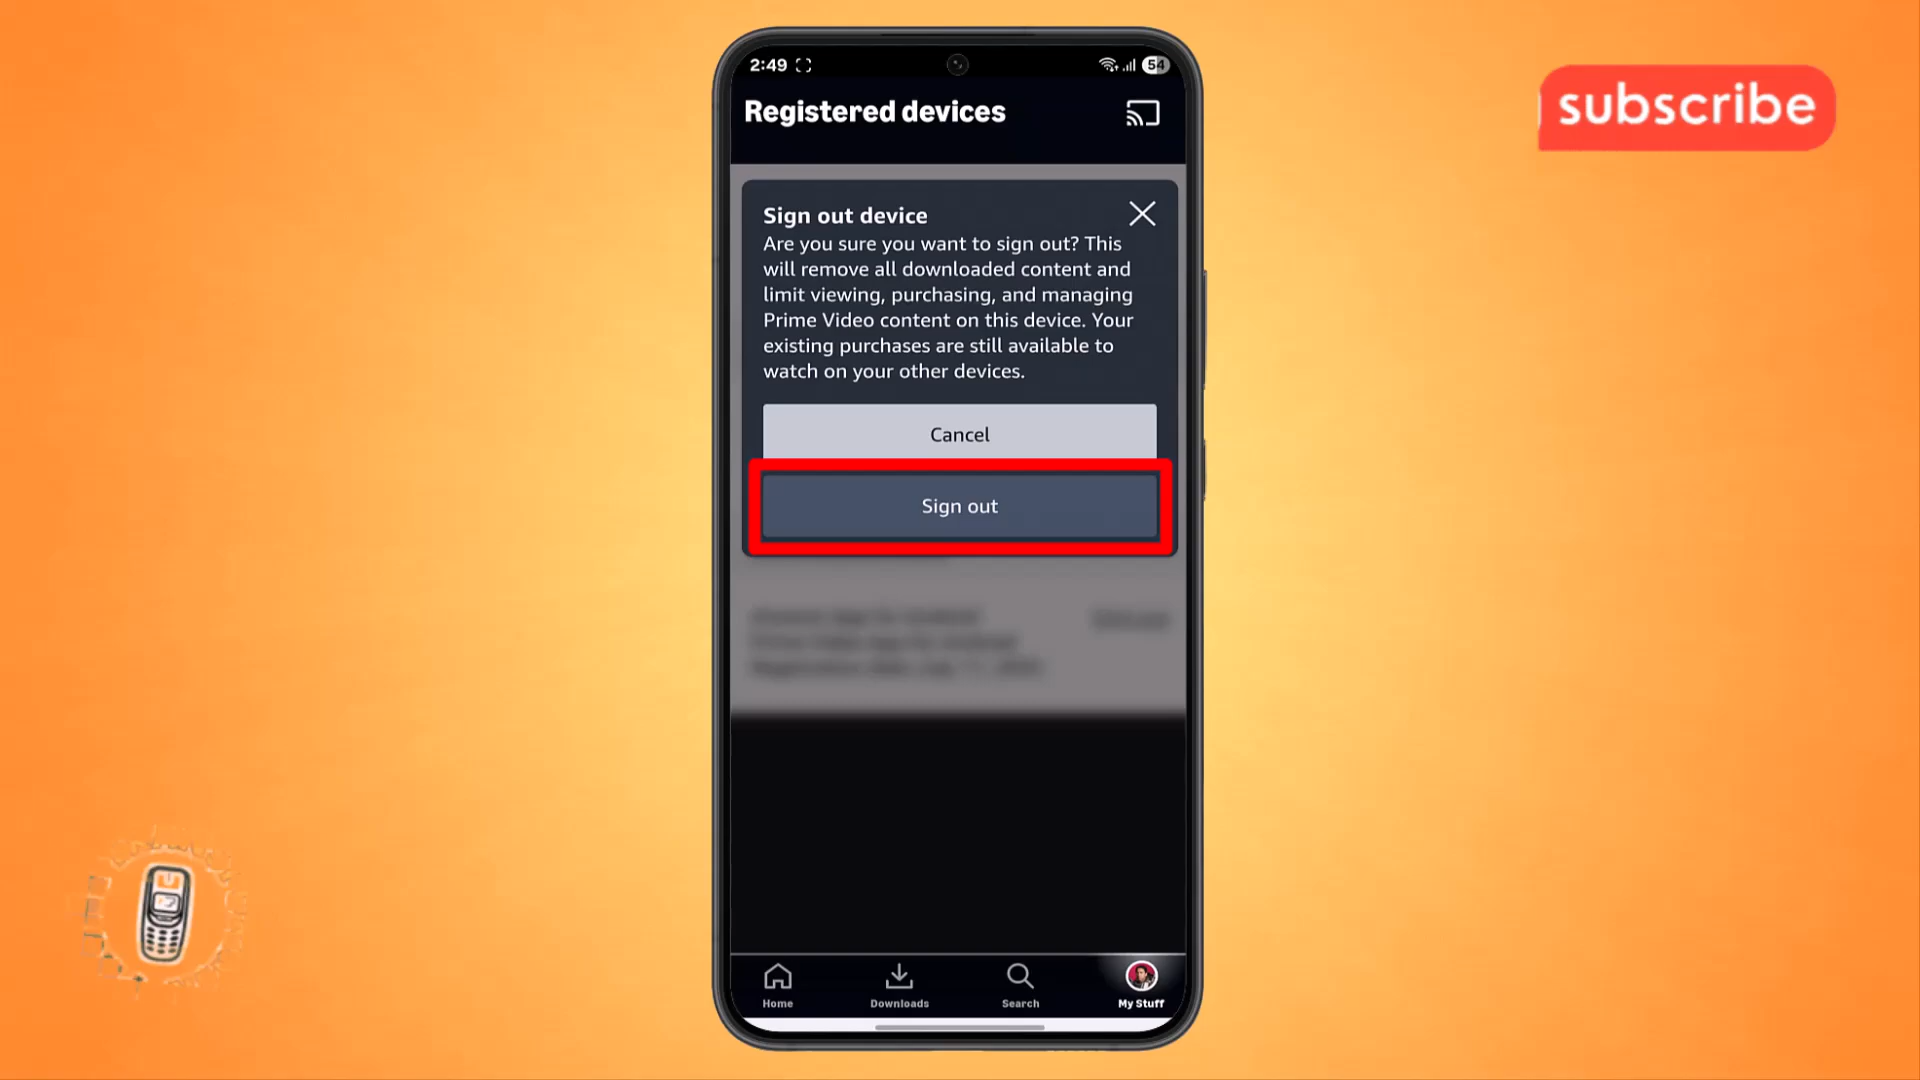 2:49
54
Registered devices
subscribe
Sign out device
Are you sure you want to sign out? This
will remove all downloaded content and
limit viewing, purchasing, and managing
Prime Video content on this device. Your
existing purchases are still available to
watch on your other devices.
Cancel
Sign out
Home
Downloads
Search
My Stuff